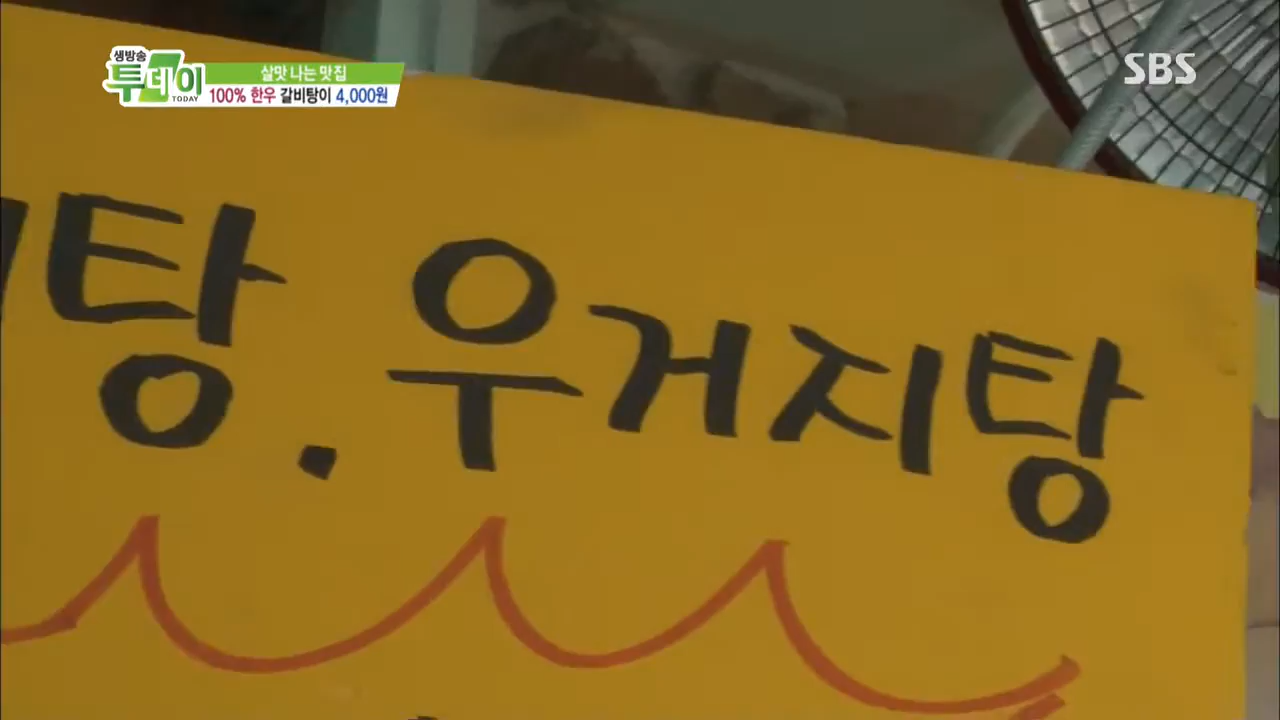 생방송
투데이
TODAY
살맛 나는 맛집
100% 한우 갈비탕이 4,000원
SBS
탕. 우거지탕